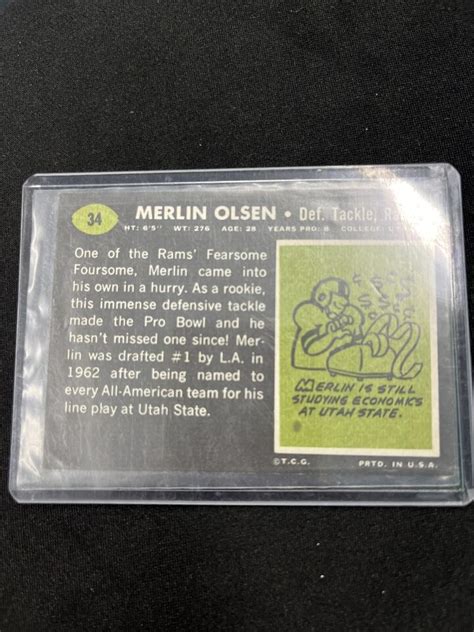 34
MERLIN OLSEN • Def. Tackle,
HT: 6'5" WT: 276 AGE: 28 YEARS PRO: 8 COLLEGE:
One of the Rams' Fearsome
Foursome, Merlin came into
his own in a hurry. As a rookie,
this immense defensive tackle
made the Pro Bowl and he
hasn't missed one since! Mer-
lin was drafted #1 by L.A. in
1962 after being named to
every All-American team for his
line play at Utah State.
MERLIN IS STILL
STUDYING ECONOMICS
AT UTAH STATE.
©T.C.G. PRTD. IN U.S.A.